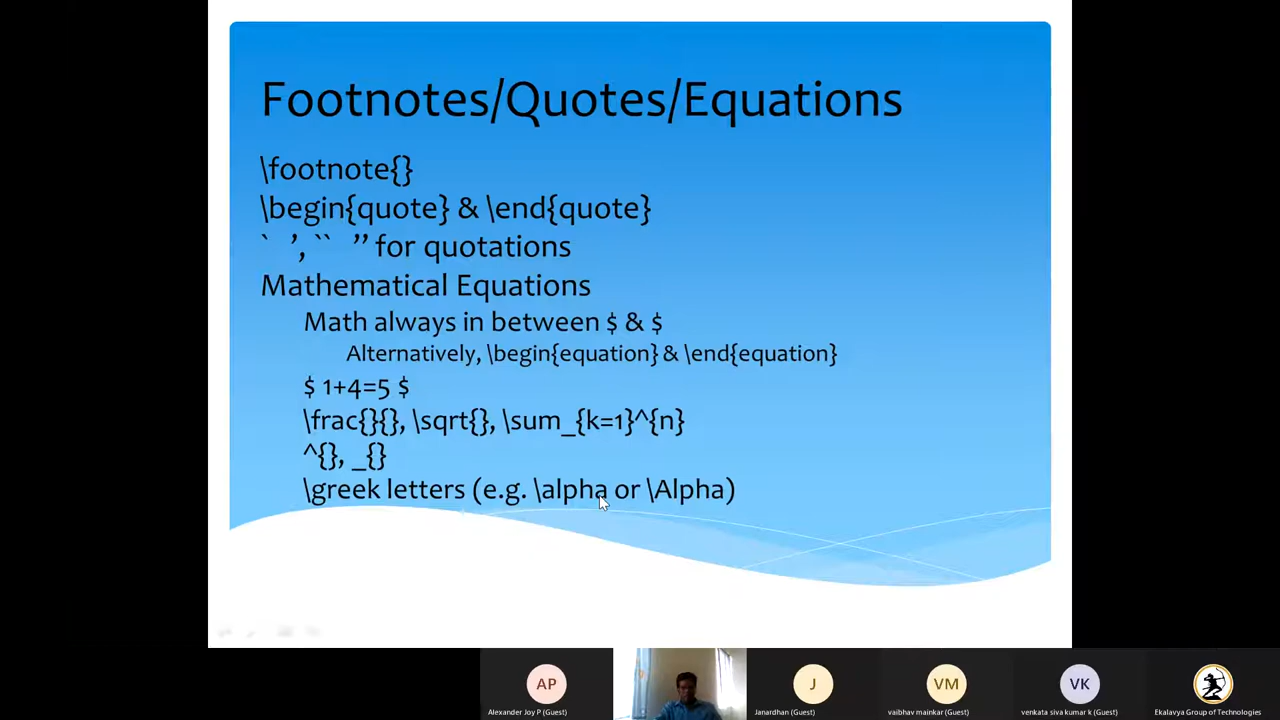 Footnotes/Quotes/Equations
\footnote{}
\begin{quote} & \end{quote}
` ’, `` ’’ for quotations
Mathematical Equations
Math always in between $ & $
Alternatively, \begin{equation} & \end{equation}
$ 1+4=5 $
\frac{}{}, \sqrt{}, \sum_{k=1}^{n}
^{}, _{}
\greek letters (e.g. \alpha or \Alpha)
AP
J
VM
VK
Alexander Joy P (Guest)
Janardhan (Guest)
vaibhav mainkar (Guest)
venkata siva kumar k (Guest)
Ekalavya Group of Technologies